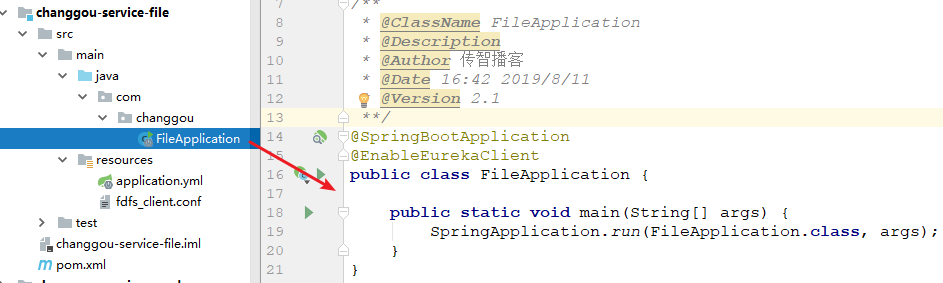 changgou-service-file
src
main
java
com
changgou
FileApplication
resources
application.yml
fdfs_client.conf
test
changgou-service-file.iml
pom.xml
7 /**
8 * @ClassName FileApplication
9 * @Description
10 * @Author 传智播客
11 * @Date 16:42 2019/8/11
12 * @Version 2.1
13 **/
14 @SpringBootApplication
15 @EnableEurekaClient
16 public class FileApplication {
17
18 public static void main(String[] args) {
19 SpringApplication.run(FileApplication.class, args);
20 }
21 }